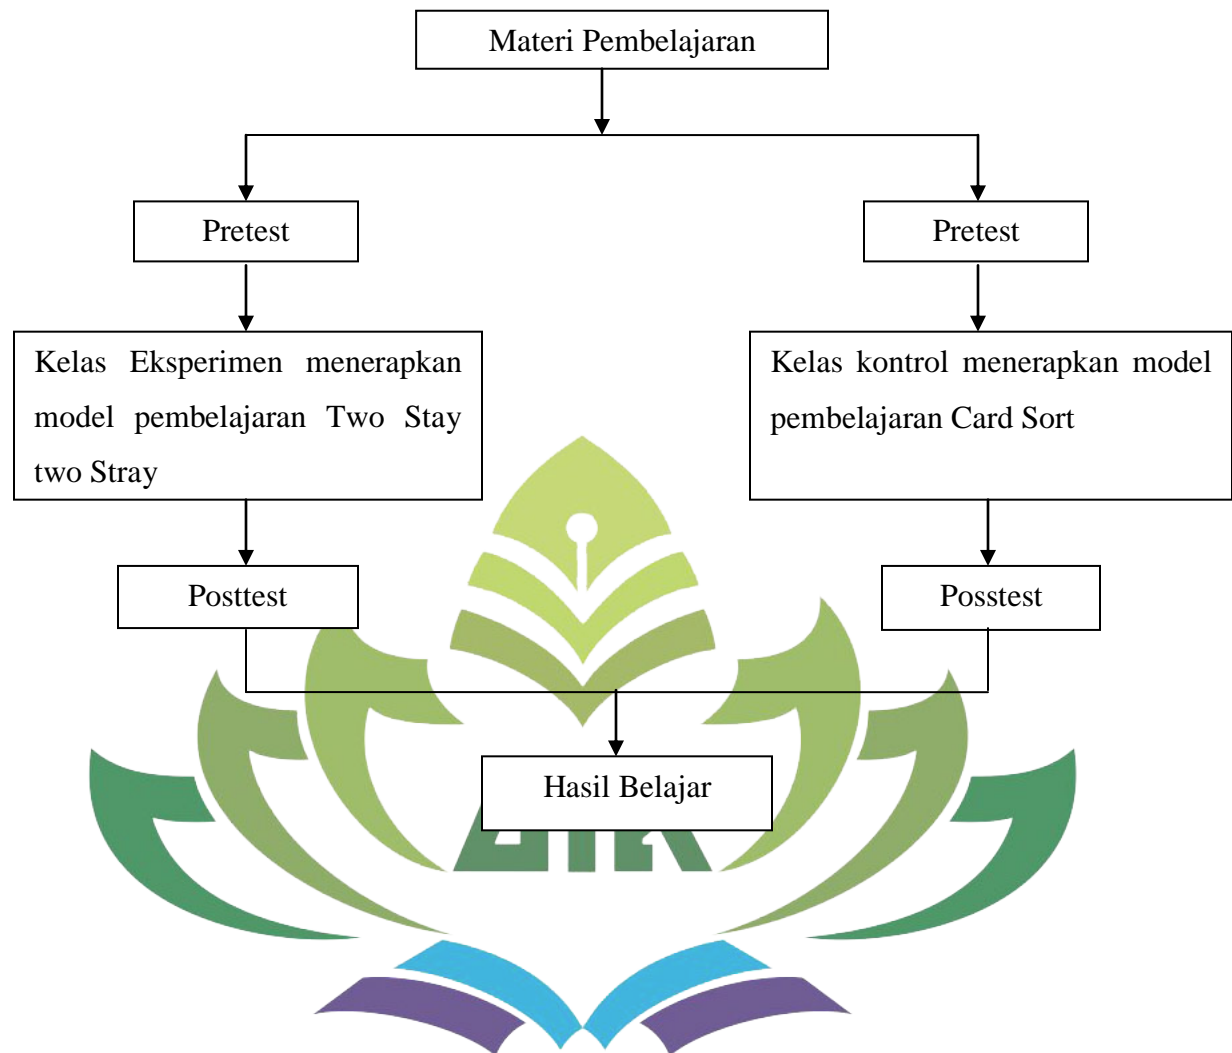 Materi Pembelajaran
Pretest
Pretest
Kelas Eksperimen menerapkan
model pembelajaran Two Stay
two Stray
Kelas kontrol menerapkan model
pembelajaran Card Sort
Posttest
Posstest
Hasil Belajar